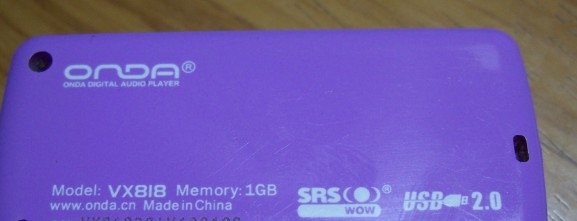 ONDA®
ONDA DIGITAL AUDIO PLAYER
Model: VX818 Memory: 1GB
www.onda.cn Made in China
SRS®
WOW
USB 2.0